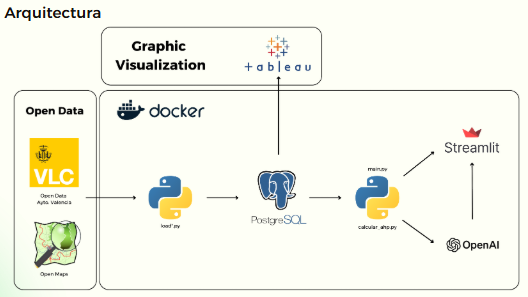 Arquitectura
Graphic
Visualization
+ableau
Open Data
docker
VLC
Open Data
Ayto. Valencia
Open Maps
load*.py
PostgreSQL
main.py
calcular_ahp.py
Streamlit
OpenAI